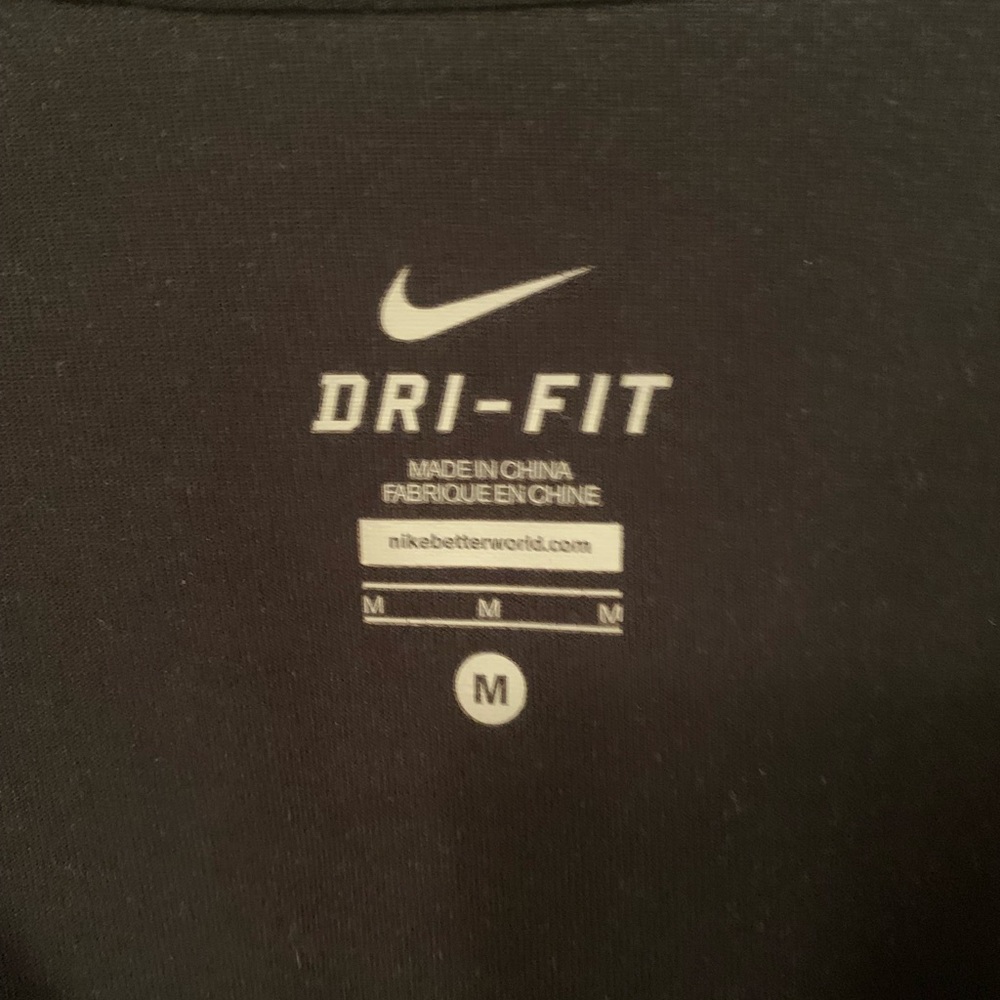 DRI-FIT
MADE IN CHINA
FABRIQUE EN CHINE
nikebetterworld.com
M M M
M